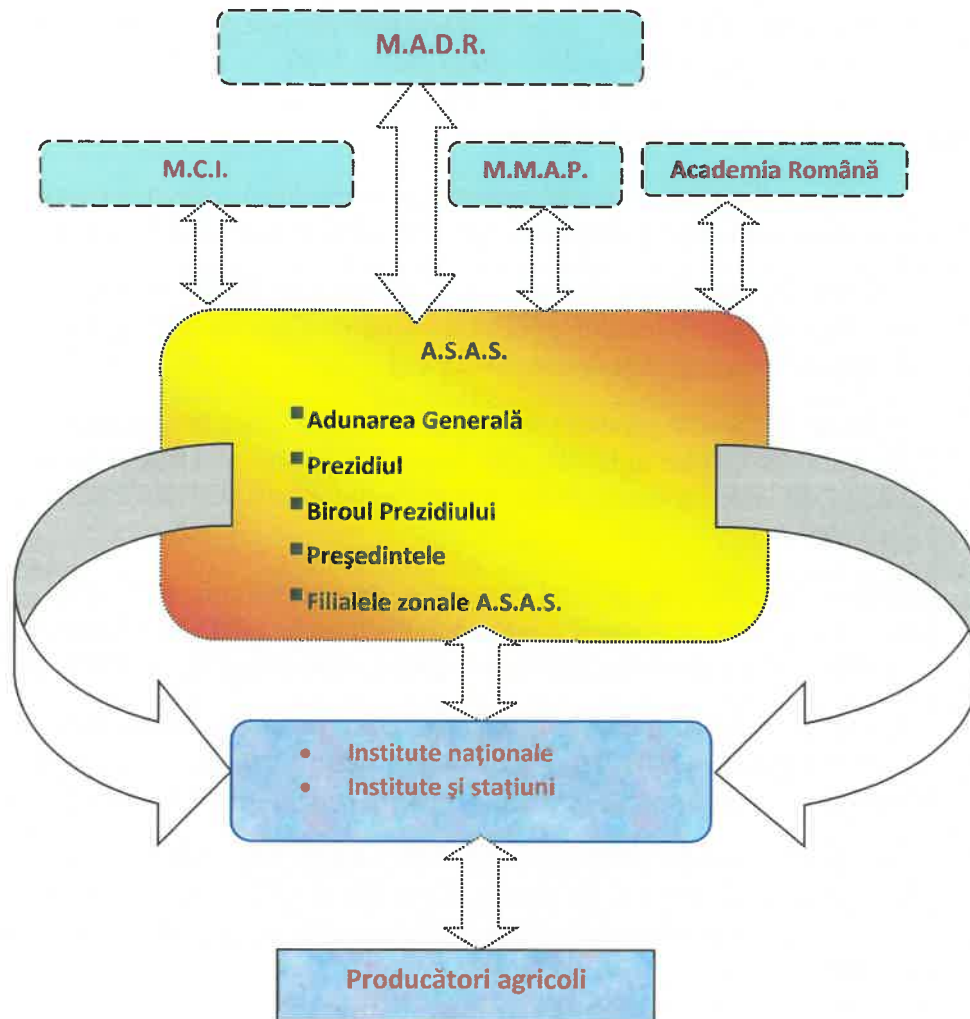 M.A.D.R.
M.C.I.
M.M.A.P.
Academia Română
A.S.A.S.
Adunarea Generală
Prezidiul
Biroul Prezidiului
Preşedintele
Filialele zonale A.S.A.S.
Institute naţionale
Institute şi staţiuni
Producători agricoli